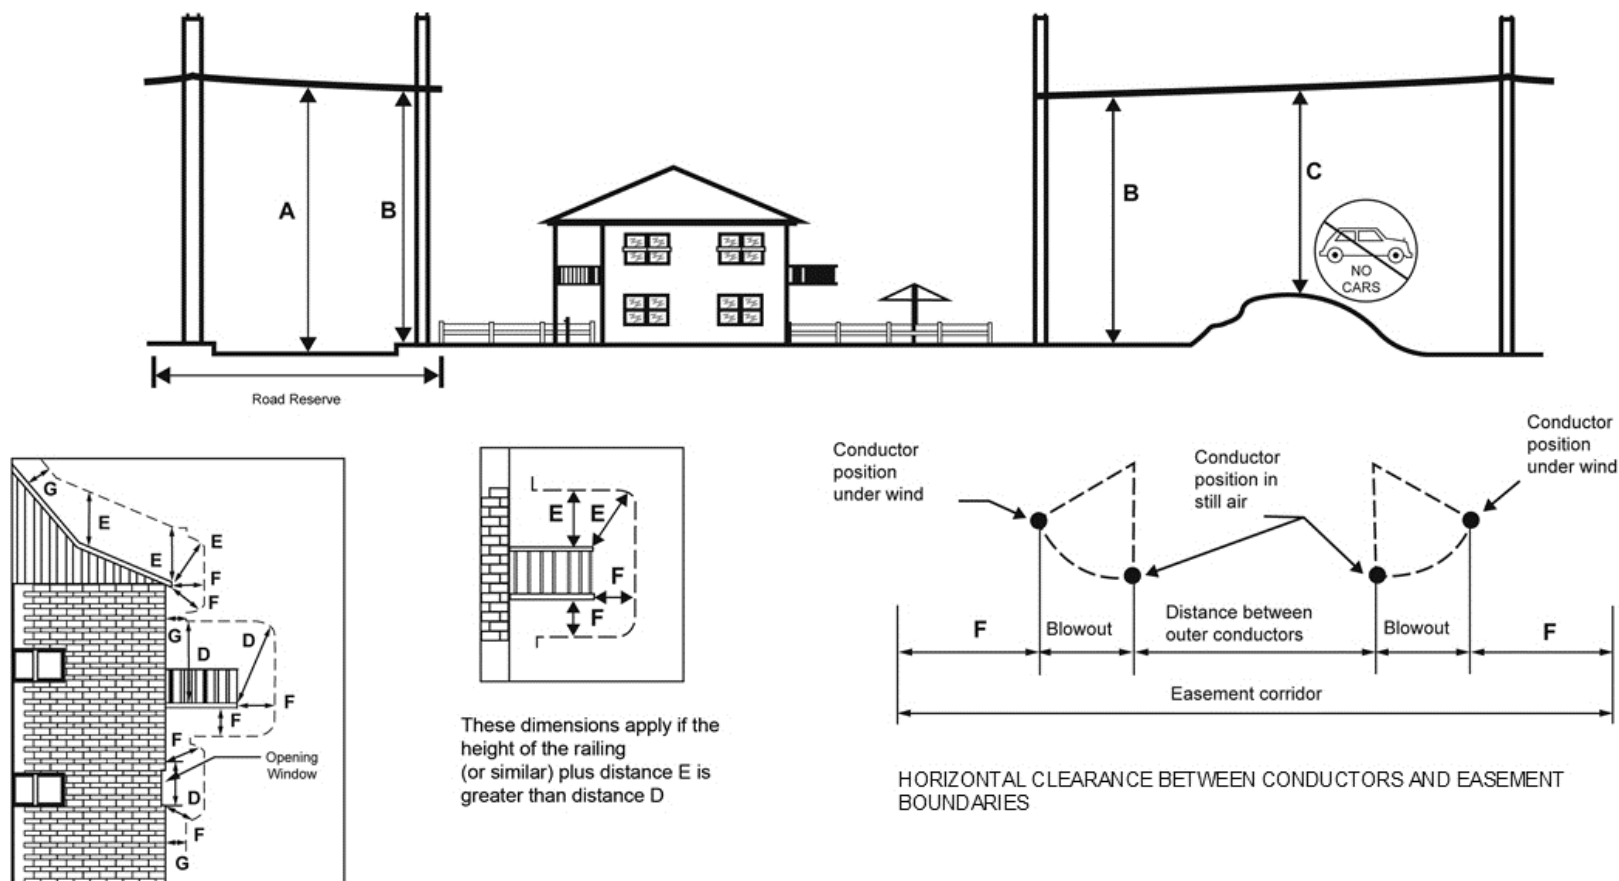 A
B
B
C
NO
CARS
Road Reserve
G
E
E
E
F
F
G
D
D
F
F
F
Opening
Window
D
F
G
E
E
F
F
These dimensions apply if the
height of the railing
(or similar) plus distance E is
greater than distance D
Conductor
position
under wind
Conductor
position in
still air
Conductor
position
under wind
F
Blowout
Distance between
outer conductors
Blowout
F
Easement corridor
HORIZONTAL CLEARANCE BETWEEN CONDUCTORS AND EASEMENT
BOUNDARIES